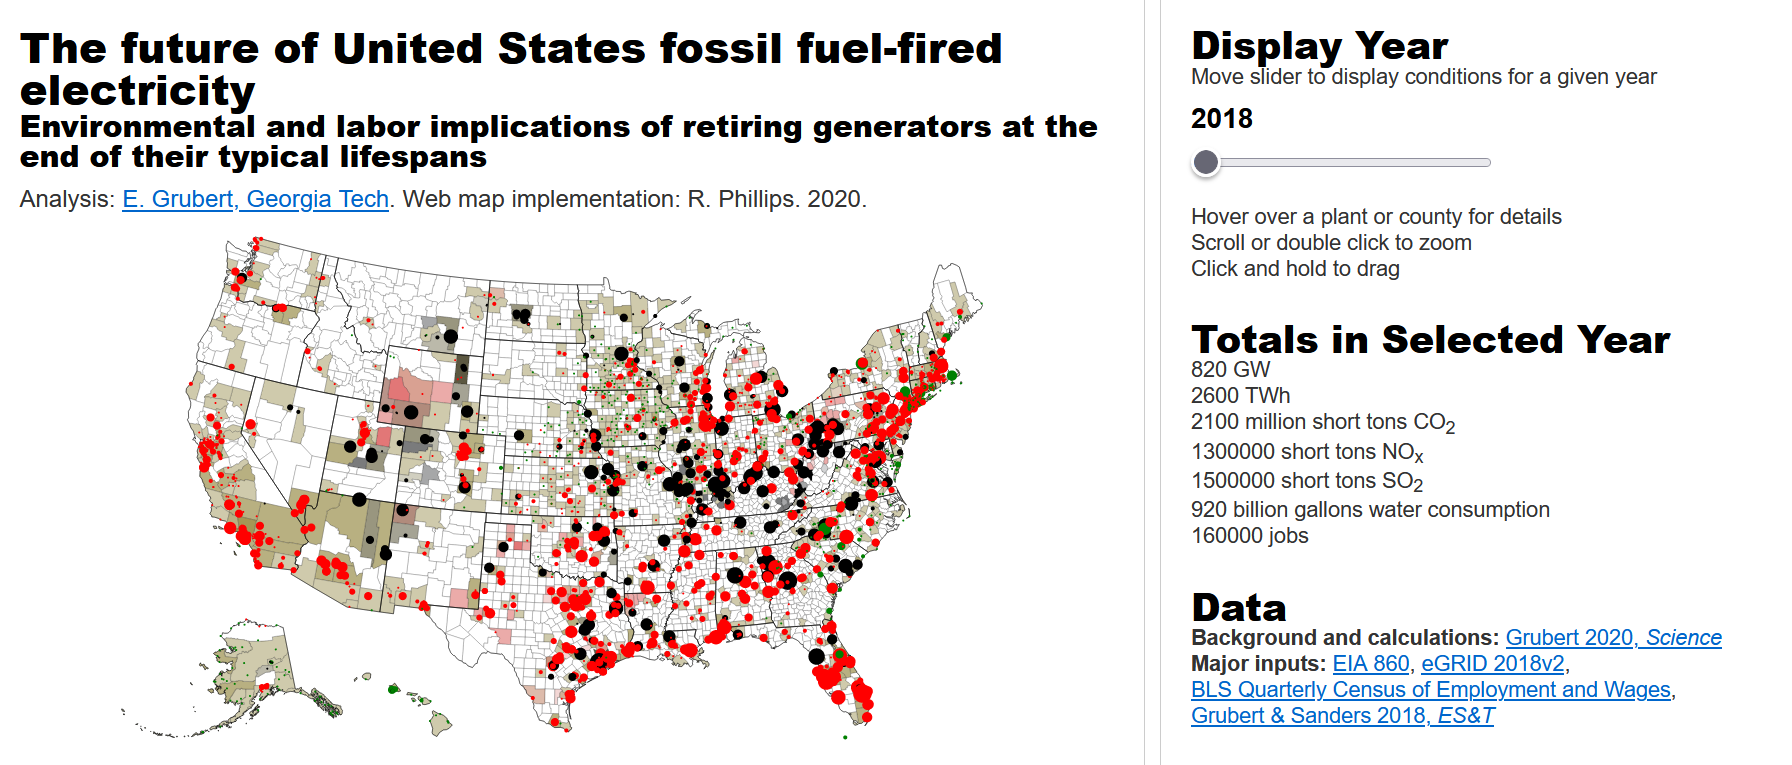 The future of United States fossil fuel-fired
electricity
Environmental and labor implications of retiring generators at the
end of their typical lifespans
Analysis: E. Grubert, Georgia Tech. Web map implementation: R. Phillips. 2020.
Display Year
Move slider to display conditions for a given year
2018
Hover over a plant or county for details
Scroll or double click to zoom
Click and hold to drag
Totals in Selected Year
820 GW
2600 TWh
2100 million short tons CO2
1300000 short tons NOx
1500000 short tons SO2
920 billion gallons water consumption
160000 jobs
Data
Background and calculations: Grubert 2020, Science
Major inputs: EIA 860, eGRID 2018v2,
BLS Quarterly Census of Employment and Wages,
Grubert & Sanders 2018, ES&T